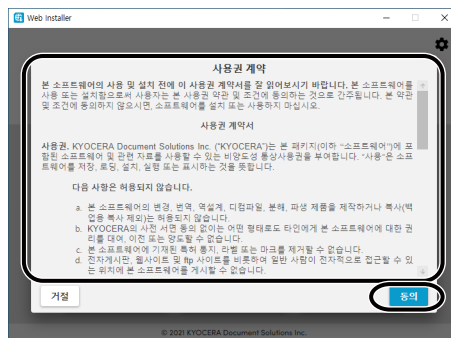 Web Installer
사용권 계약
본 소프트웨어의 사용 및 설치 전에 이 사용권 계약서를 잘 읽어보시기 바랍니다. 본 소프트웨어를
사용 또는 설치함으로써 사용자는 본 사용권 약관 및 조건에 동의하는 것으로 간주됩니다. 본 약관
및 조건에 동의하지 않으시면, 소프트웨어를 설치 또는 사용하지 마십시오.
사용권 계약서
사용권. KYOCERA Document Solutions Inc. ("KYOCERA")는 본 패키지(이하 "소프트웨어")에 포
함된 소프트웨어 및 관련 자료를 사용할 수 있는 비양도성 통상사용권을 부여합니다. "사용"은 소프
트웨어를 저장, 로딩, 설치, 실행 또는 표시하는 것을 뜻합니다.
다음 사항은 허용되지 않습니다.
a. 본 소프트웨어의 변경, 번역, 역설계, 디컴파일, 분해, 파생 제품을 제작하거나 복사(백
업용 복사 제외)는 허용되지 않습니다.
b. KYOCERA의 사전 서면 동의 없이는 어떤 형태로도 타인에게 본 소프트웨어에 대한 권
리를 대여, 이전 또는 양도할 수 없습니다.
c. 본 소프트웨어에 기재된 특허 통지, 라벨 또는 마크를 제거할 수 없습니다.
d. 전자게시판, 웹사이트 및 ftp 사이트를 비롯하여 일반 사람이 전자적으로 접근할 수 있
는 위치에 본 소프트웨어를 게시할 수 없습니다.
거절
동의
© 2021 KYOCERA Document Solutions Inc.